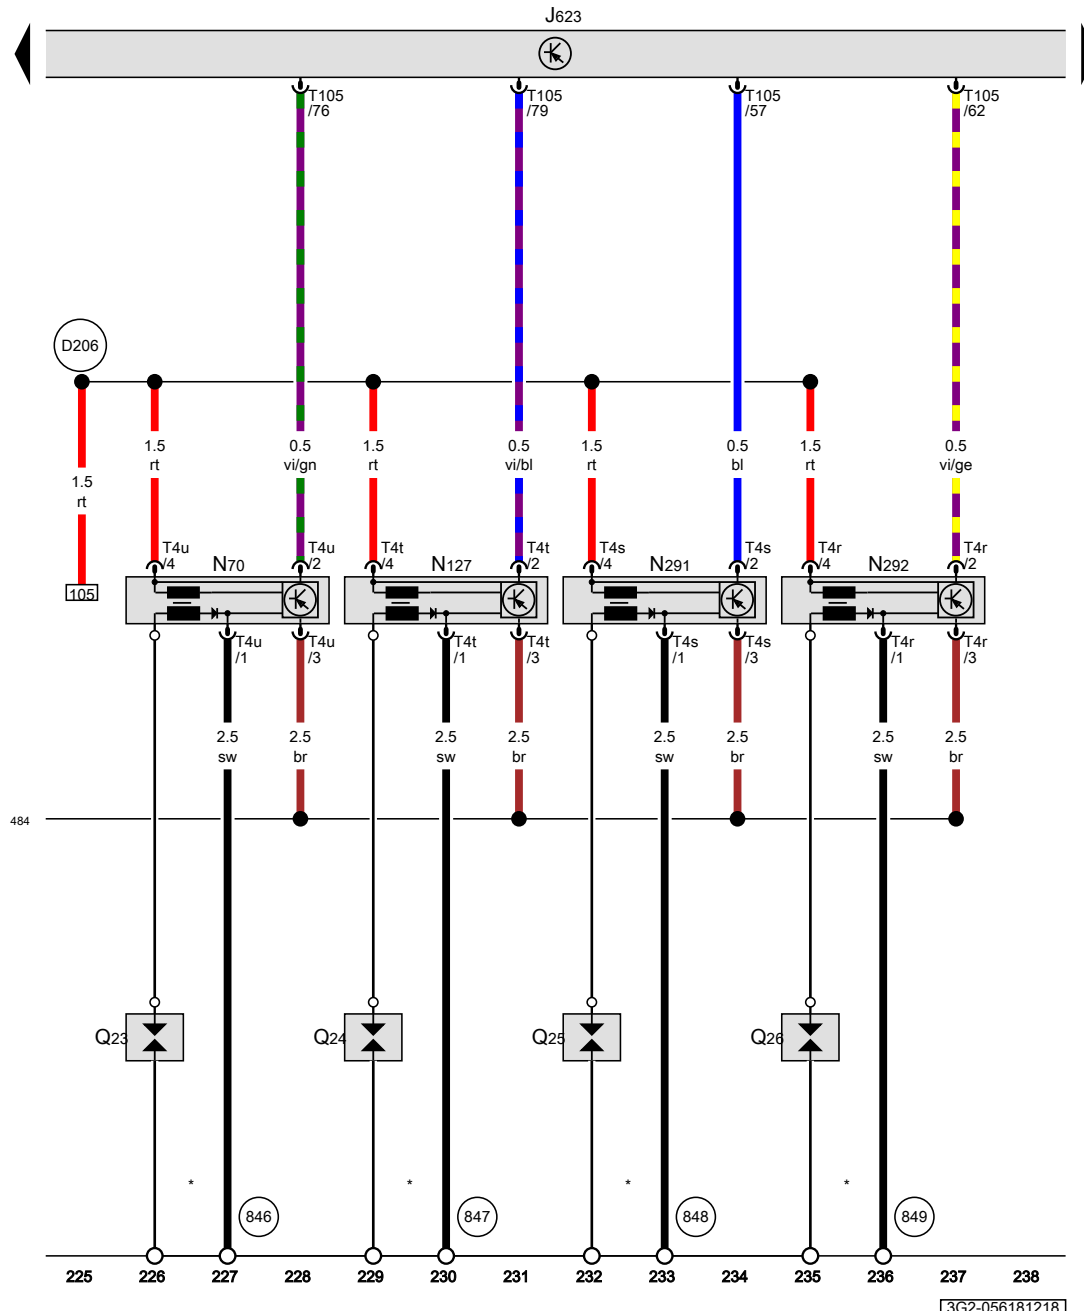 J623
T105 T105 T105 T105
/76 /79 /57 /62
D206
1.5 0.5 1.5 0.5 1.5 0.5 1.5 0.5
rt vi/gn rt vi/bl rt bl rt vi/ge
1.5
rt
T4u T4u T4t T4t T4s T4s T4r T4r
/4 N70 /2 /4 N127 /2 /4 N291 /2 /4 N292 /2
105
T4u T4u T4t T4t T4s T4s T4r T4r
/1 /3 /1 /3 /1 /3 /1 /3
2.5 2.5 2.5 2.5 2.5 2.5 2.5 2.5
sw br sw br sw br sw br
484
Q23 Q24 Q25 Q26
* * * *
846 847 848 849
225 226 227 228 229 230 231 232 233 234 235 236 237 238
3G2-056181218